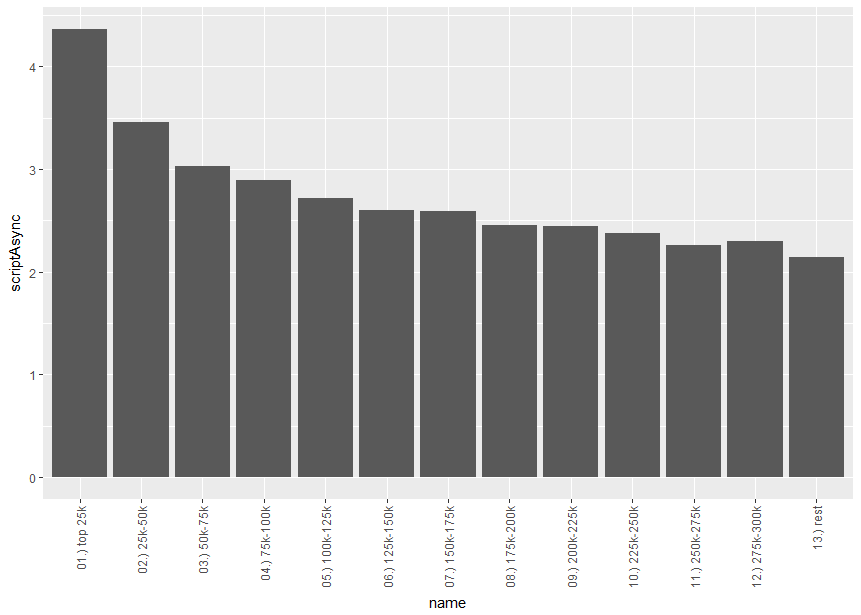 4
3
2
1
0
scriptAsync
01.) top 25k
02.) 25k-50k
03.) 50k-75k
04.) 75k-100k
05.) 100k-125k
06.) 125k-150k
07.) 150k-175k
08.) 175k-200k
09.) 200k-225k
10.) 225k-250k
11.) 250k-275k
12.) 275k-300k
13.) rest
name